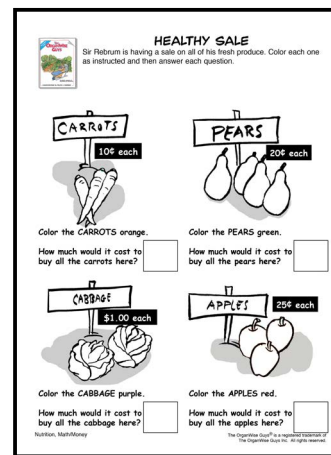 HEALTHY SALE
Sir Rebrum is having a sale on all of his fresh produce. Color each one
as instructed and then answer each question.
CARROTS
10¢ each
PEARS
20¢ each
Color the CARROTS orange.
How much would it cost to
buy all the carrots here?
Color the PEARS green.
How much would it cost to
buy all the pears here?
CABBAGE
$1.00 each
APPLES
25¢ each
Color the CABBAGE purple.
How much would it cost to
buy all the cabbage here?
Color the APPLES red.
How much would it cost to
buy all the apples here?
Nutrition, Math/Money
The OrganWise Guys® is a registered trademark of
The OrganWise Guys Inc. All rights reserved.